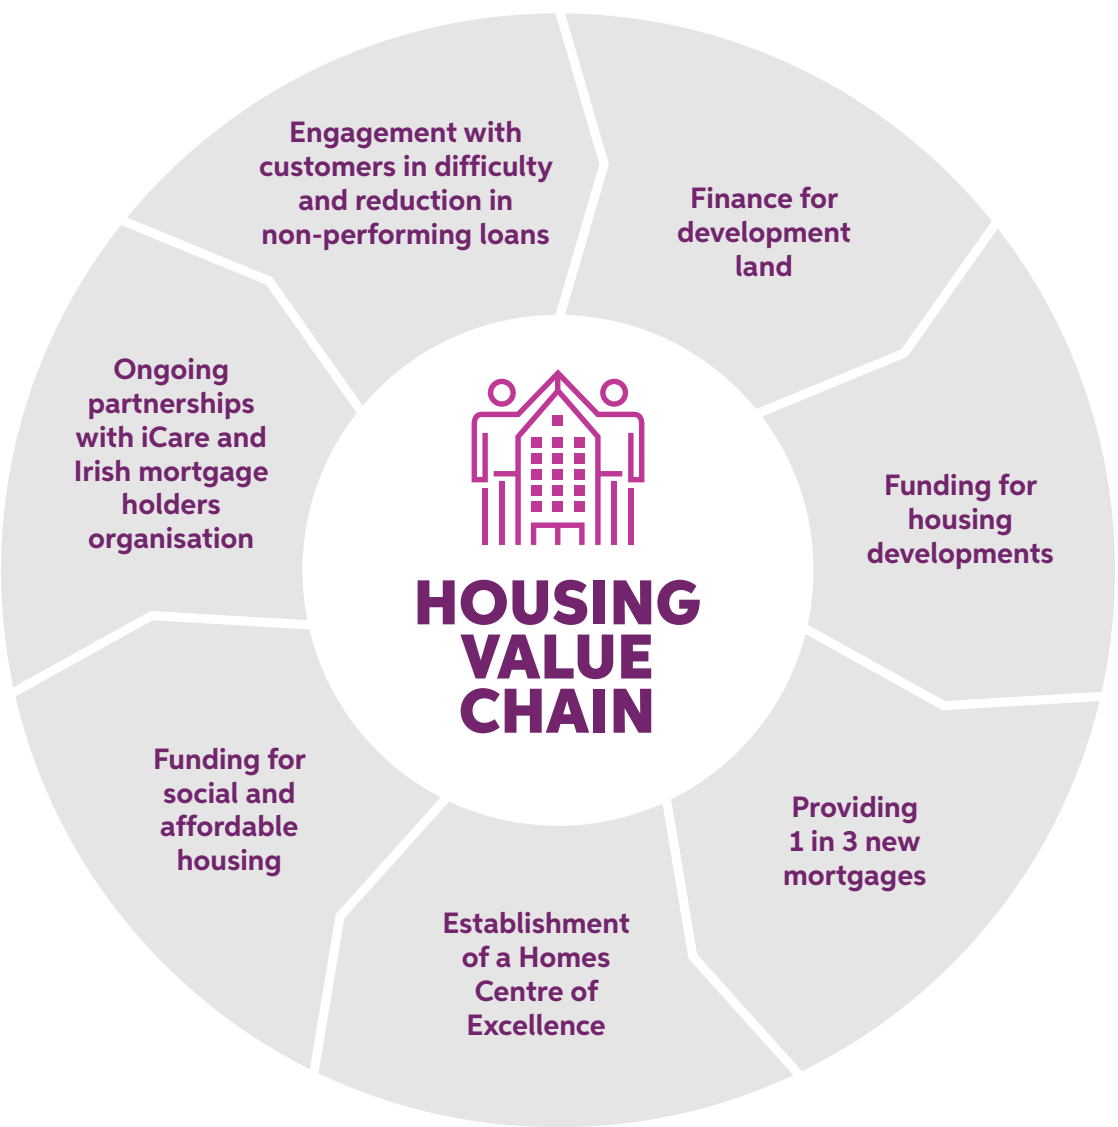 Engagement with
customers in difficulty
and reduction in
non-performing loans
Finance for
development
land
Funding for
housing
developments
Providing
1 in 3 new
mortgages
Establishment
of a Homes
Centre of
Excellence
Funding for
social and
affordable
housing
Ongoing
partnerships
with iCare and
Irish mortgage
holders
organisation
HOUSING
VALUE
CHAIN